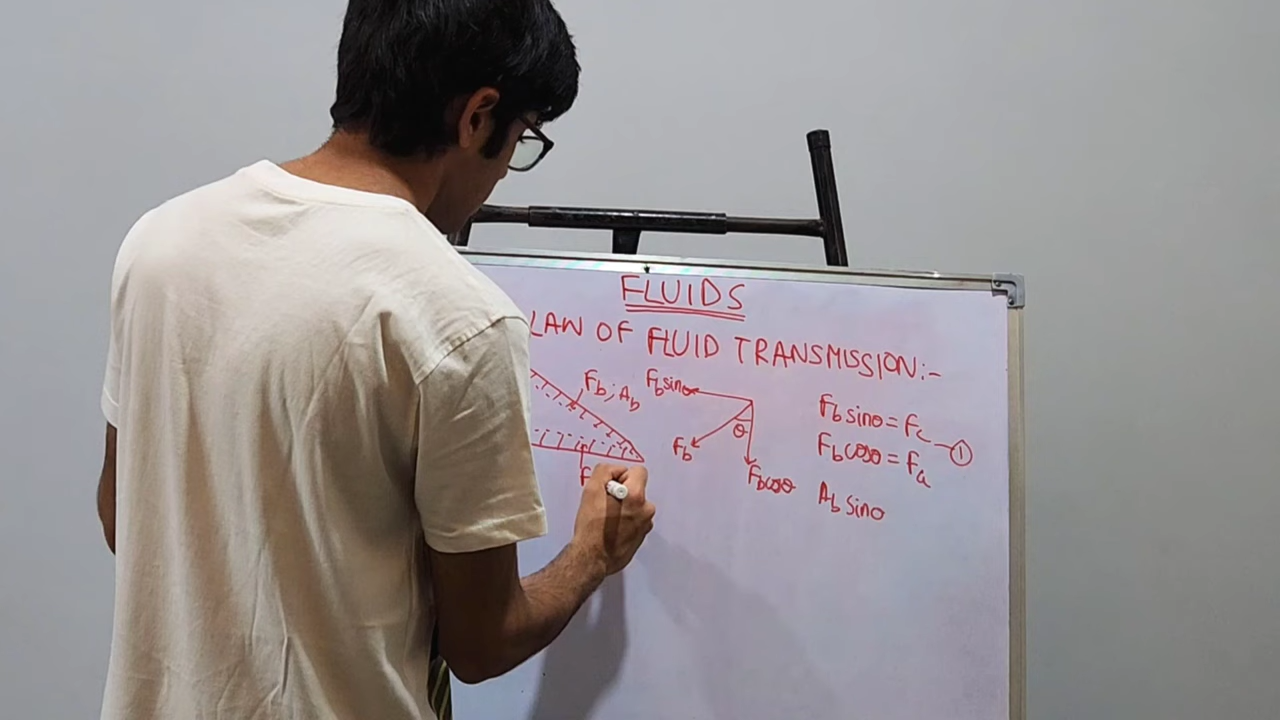 FLUIDS
LAW OF FLUID TRANSMISSION:-
Fb; Ab
Fb sinθ
θ
Fb
Fb cosθ
F
Fb sinθ = Fc
Fb cosθ = Fa
1
Ab sinθ